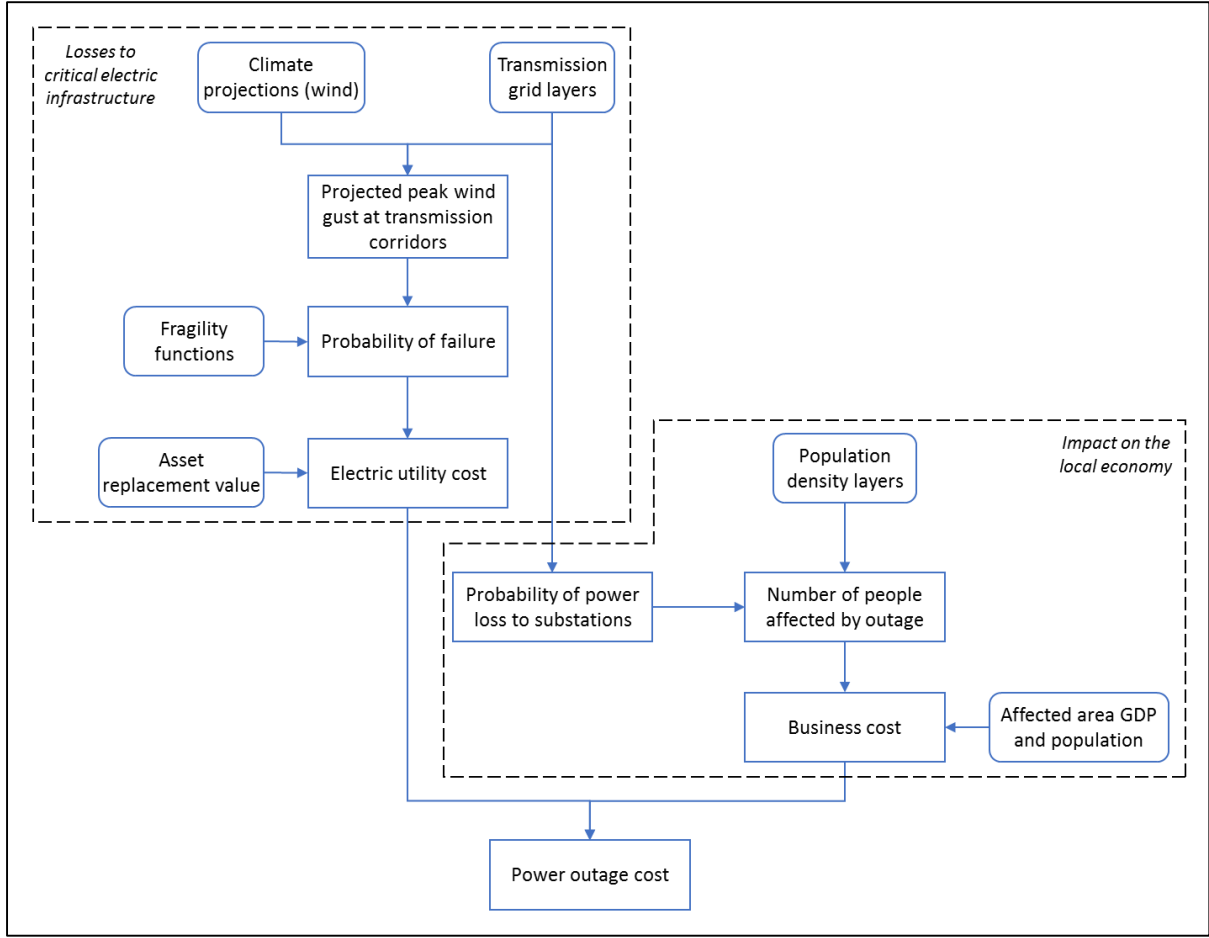 Losses to
critical electric
infrastructure
Climate
projections (wind)
Transmission
grid layers
Projected peak wind
gust at transmission
corridors
Fragility
functions
Probability of failure
Asset
replacement value
Electric utility cost
Impact on the
local economy
Population
density layers
Probability of power
loss to substations
Number of people
affected by outage
Business cost
Affected area GDP
and population
Power outage cost